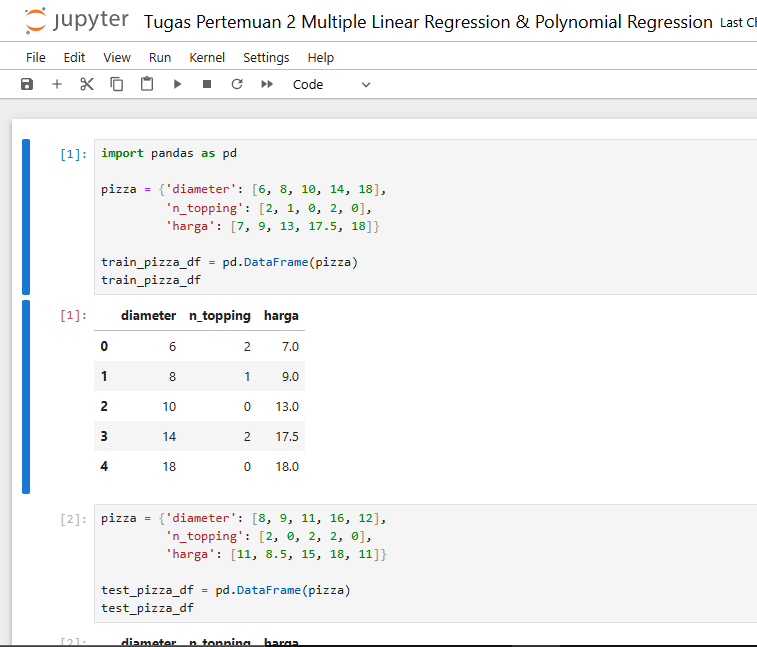 jupyter Tugas Pertemuan 2 Multiple Linear Regression & Polynomial Regression Last
File Edit View Run Kernel Settings Help
Code
[1]: import pandas as pd
pizza = {'diameter': [6, 8, 10, 14, 18],
'n_topping': [2, 1, 0, 2, 0],
'harga': [7, 9, 13, 17.5, 18]}
train_pizza_df = pd.DataFrame(pizza)
train_pizza_df
[1]: diameter n_topping harga
0 6 2 7.0
1 8 1 9.0
2 10 0 13.0
3 14 2 17.5
4 18 0 18.0
[2]: pizza = {'diameter': [8, 9, 11, 16, 12],
'n_topping': [2, 0, 2, 2, 0],
'harga': [11, 8.5, 15, 18, 11]}
test_pizza_df = pd.DataFrame(pizza)
test_pizza_df
[2]: diameter n_topping harga